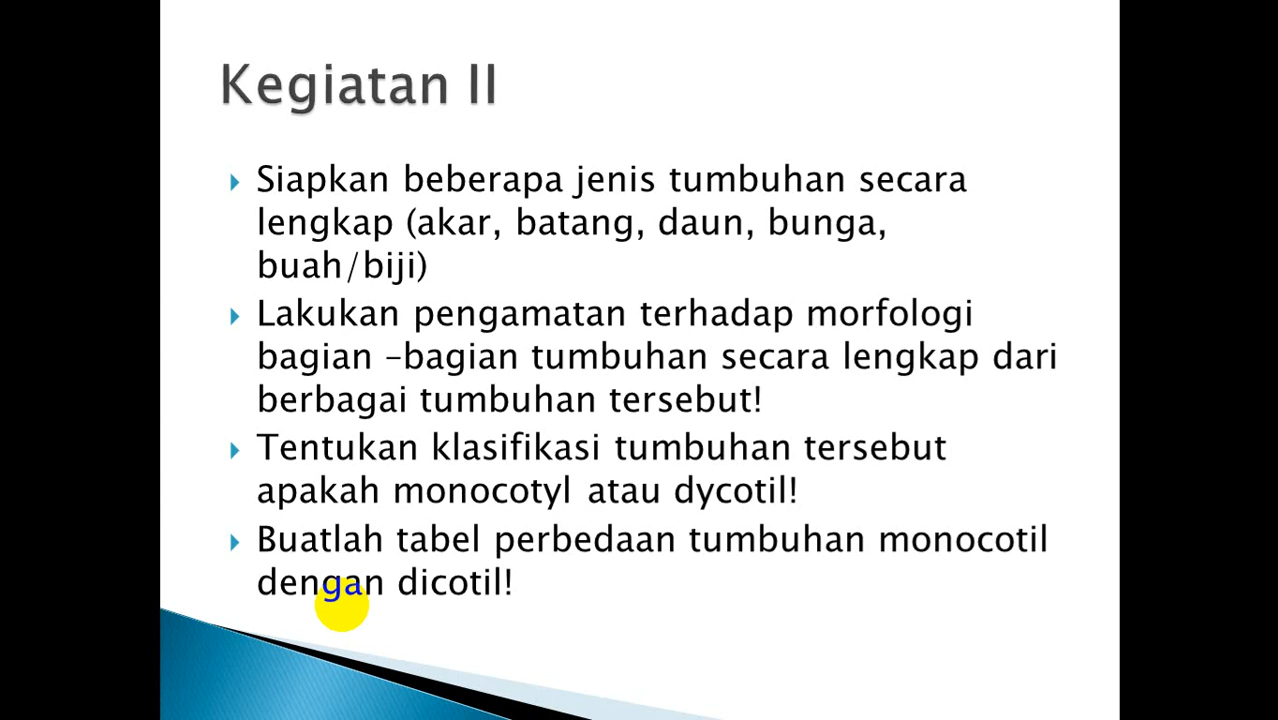 Kegiatan II
Siapkan beberapa jenis tumbuhan secara
lengkap (akar, batang, daun, bunga,
buah/biji)
Lakukan pengamatan terhadap morfologi
bagian -bagian tumbuhan secara lengkap dari
berbagai tumbuhan tersebut!
Tentukan klasifikasi tumbuhan tersebut
apakah monocotyl atau dycotil!
Buatlah tabel perbedaan tumbuhan monocotil
dengan dicotil!